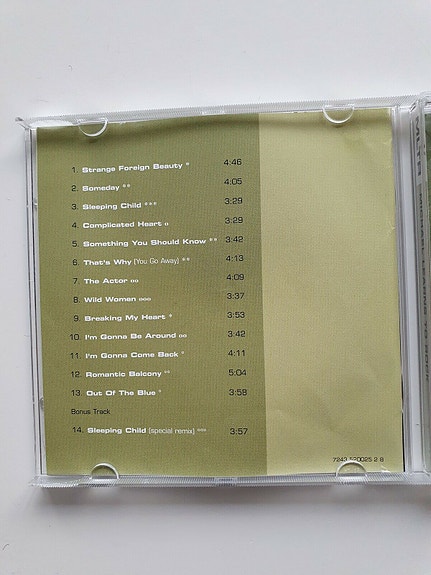 1. Strange Foreign Beauty * 4:46
2. Someday ** 4:05
3. Sleeping Child *** 3:29
4. Complicated Heart ¤ 3:29
5. Something You Should Know ** 3:42
6. That's Why (You Go Away) ** 4:13
7. The Actor ¤¤ 4:09
8. Wild Women ¤¤¤ 3:37
9. Breaking My Heart ° 3:53
10. I'm Gonna Be Around ¤¤ 3:42
11. I'm Gonna Come Back ° 4:11
12. Romantic Balcony °° 5:04
13. Out Of The Blue ° 3:58
Bonus Track
14. Sleeping Child (special remix) °°° 3:57
7243 520025 2 8